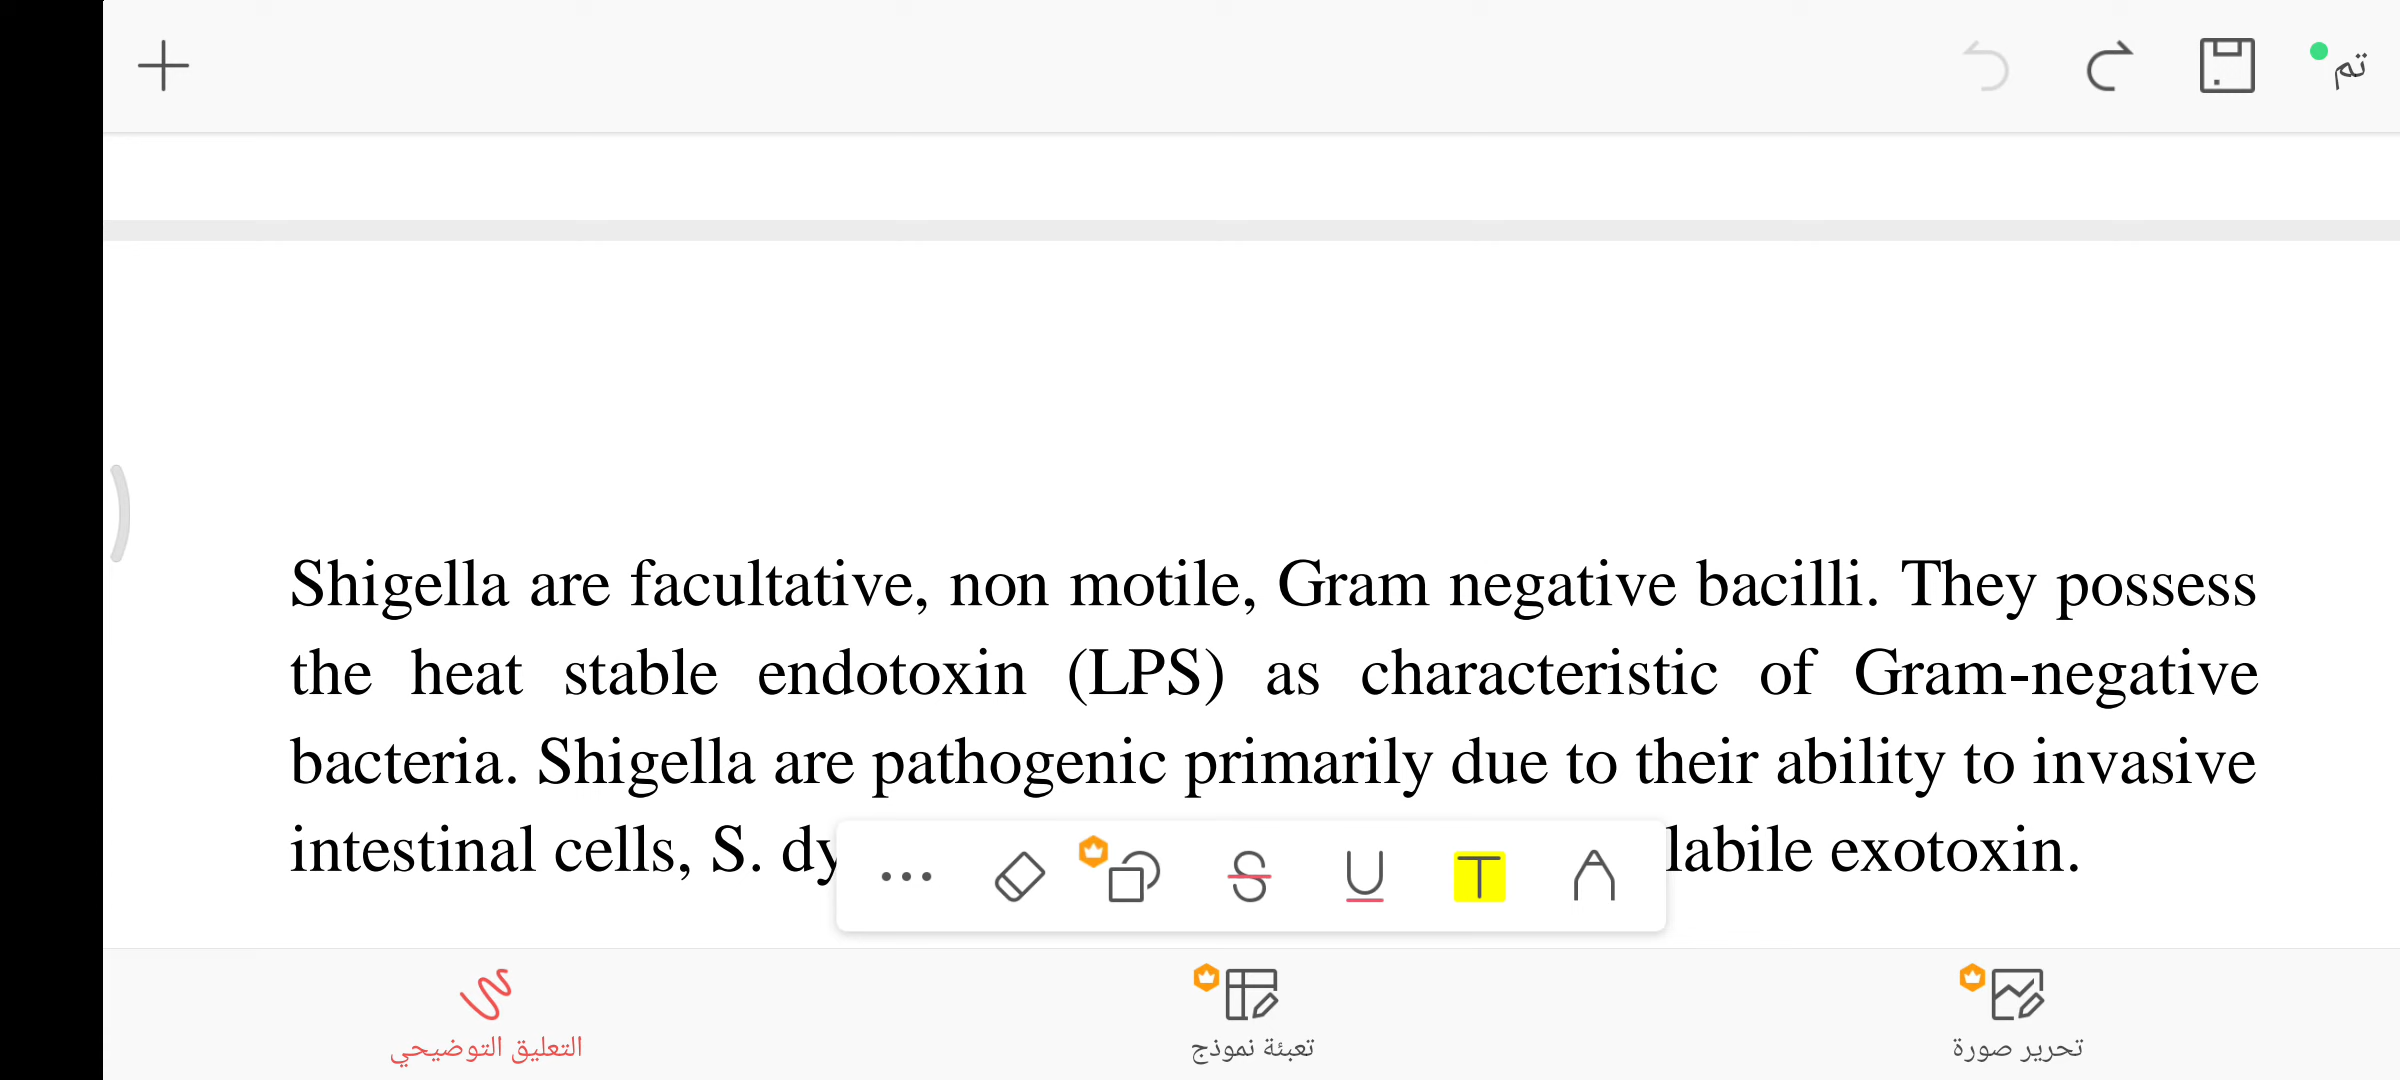 تم
Shigella are facultative, non motile, Gram negative bacilli. They possess
the heat stable endotoxin (LPS) as characteristic of Gram-negative
bacteria. Shigella are pathogenic primarily due to their ability to invasive
intestinal cells, S. labile exotoxin.
التعليق التوضيحي
تعبئة نموذج
تحرير صورة